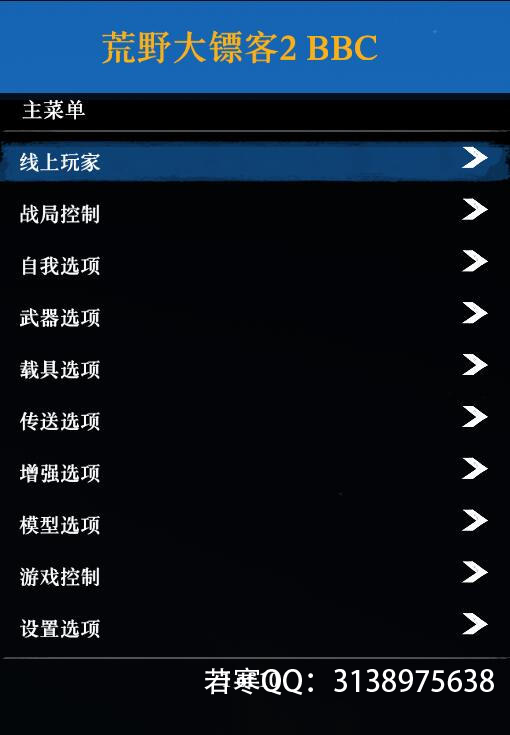 荒野大镖客2 BBC
主菜单
线上玩家
战局控制
自我选项
武器选项
载具选项
传送选项
增强选项
模型选项
游戏控制
设置选项
若寒QQ：3138975638